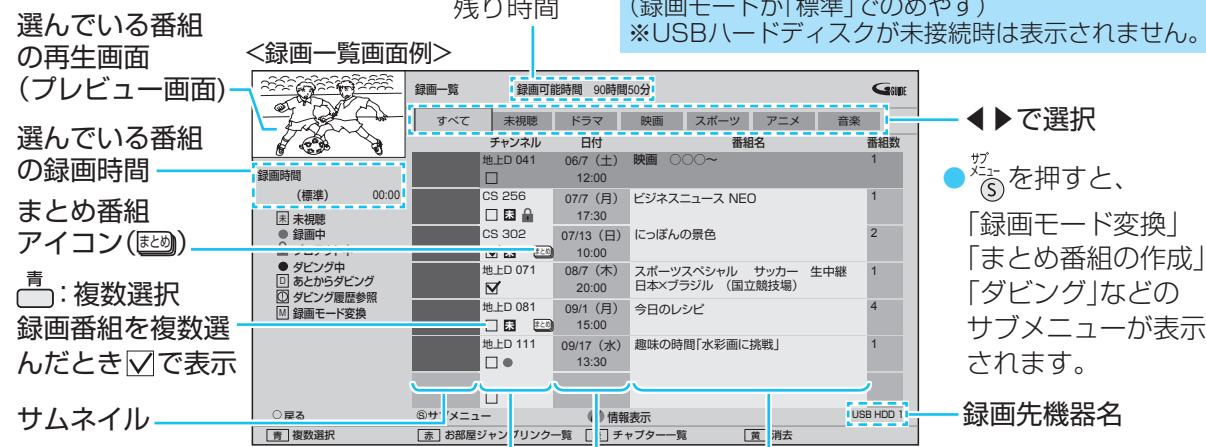 残り時間
(録画モードが「標準」でのめやす)
※USBハードディスクが未接続時は表示されません。
選んでいる番組
の再生画面
(プレビュー画面)
<録画一覧画面例>
選んでいる番組
の録画時間
まとめ番組
アイコン(まとめ)
青:複数選択
録画番組を複数選
んだとき☑で表示
サムネイル
録画一覧 録画可能時間 90時間50分 GGUIDE
すべて 未視聴 ドラマ 映画 スポーツ アニメ 音楽
チャンネル 日付 番組名 番組数
地上D 041 06/7(土) 映画 ○○○~ 1
□ 12:00
CS 256 07/7(月) ビジネスニュース NEO 1
□ 未 17:30
CS 302 07/13(日) にっぽんの景色 2
まとめ 10:00
地上D 071 08/7(木) スポーツスペシャル サッカー 生中継 1
☑ 20:00 日本×ブラジル (国立競技場)
地上D 081 09/1(月) 今日のレシピ 4
□ 未 まとめ 15:00
地上D 111 09/17(水) 趣味の時間「水彩画に挑戦」 1
□ ● 13:30
□
録画時間
(標準) 00:00
未 未視聴
● 録画中
● ダビング中
D あとからダビング
ダビング履歴参照
M 録画モード変換
○戻る Ⓢサブメニュー 情報表示 USB HDD 1
青 複数選択 赤 お部屋ジャンプリンク一覧 チャプター一覧 黄 消去
◀▶で選択
●サブメニューⓈを押すと、
「録画モード変換」
「まとめ番組の作成」
「ダビング」などの
サブメニューが表示
されます。
録画先機器名